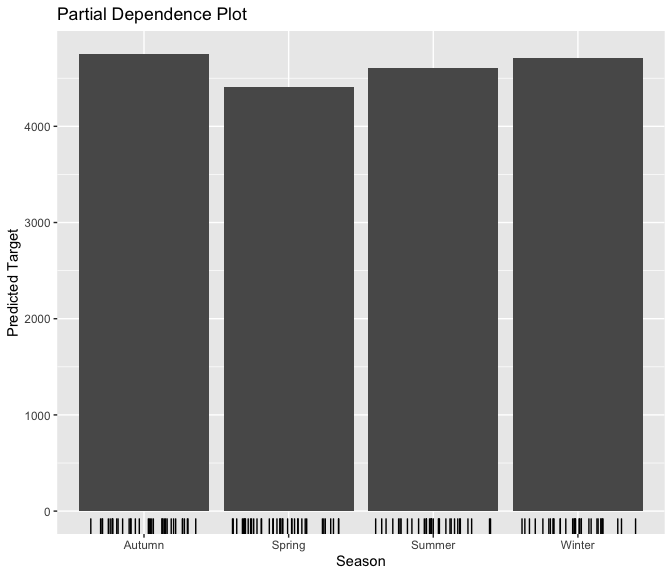 Partial Dependence Plot
Predicted Target
4000
3000
2000
1000
0
Autumn Spring Summer Winter
Season